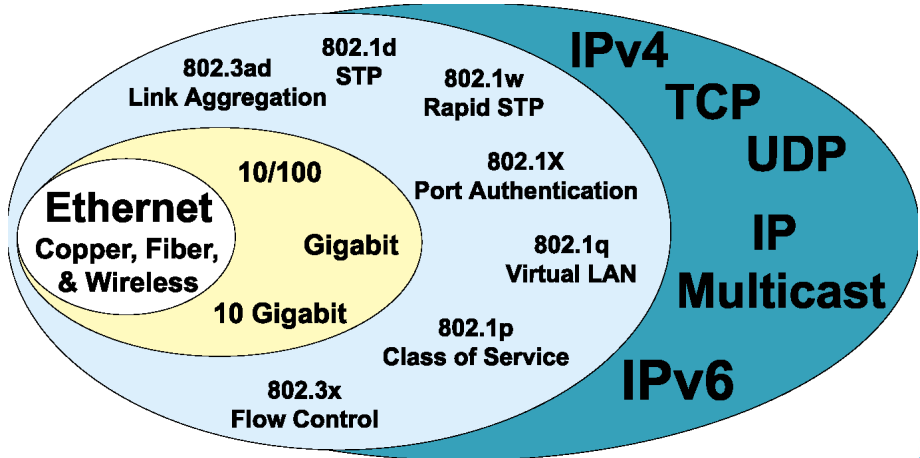 802.3ad
Link Aggregation
802.1d
STP
802.1w
Rapid STP
802.1X
Port Authentication
802.1q
Virtual LAN
802.1p
Class of Service
802.3x
Flow Control
10/100
Gigabit
10 Gigabit
Ethernet
Copper, Fiber,
& Wireless
IPv4
TCP
UDP
IP
Multicast
IPv6